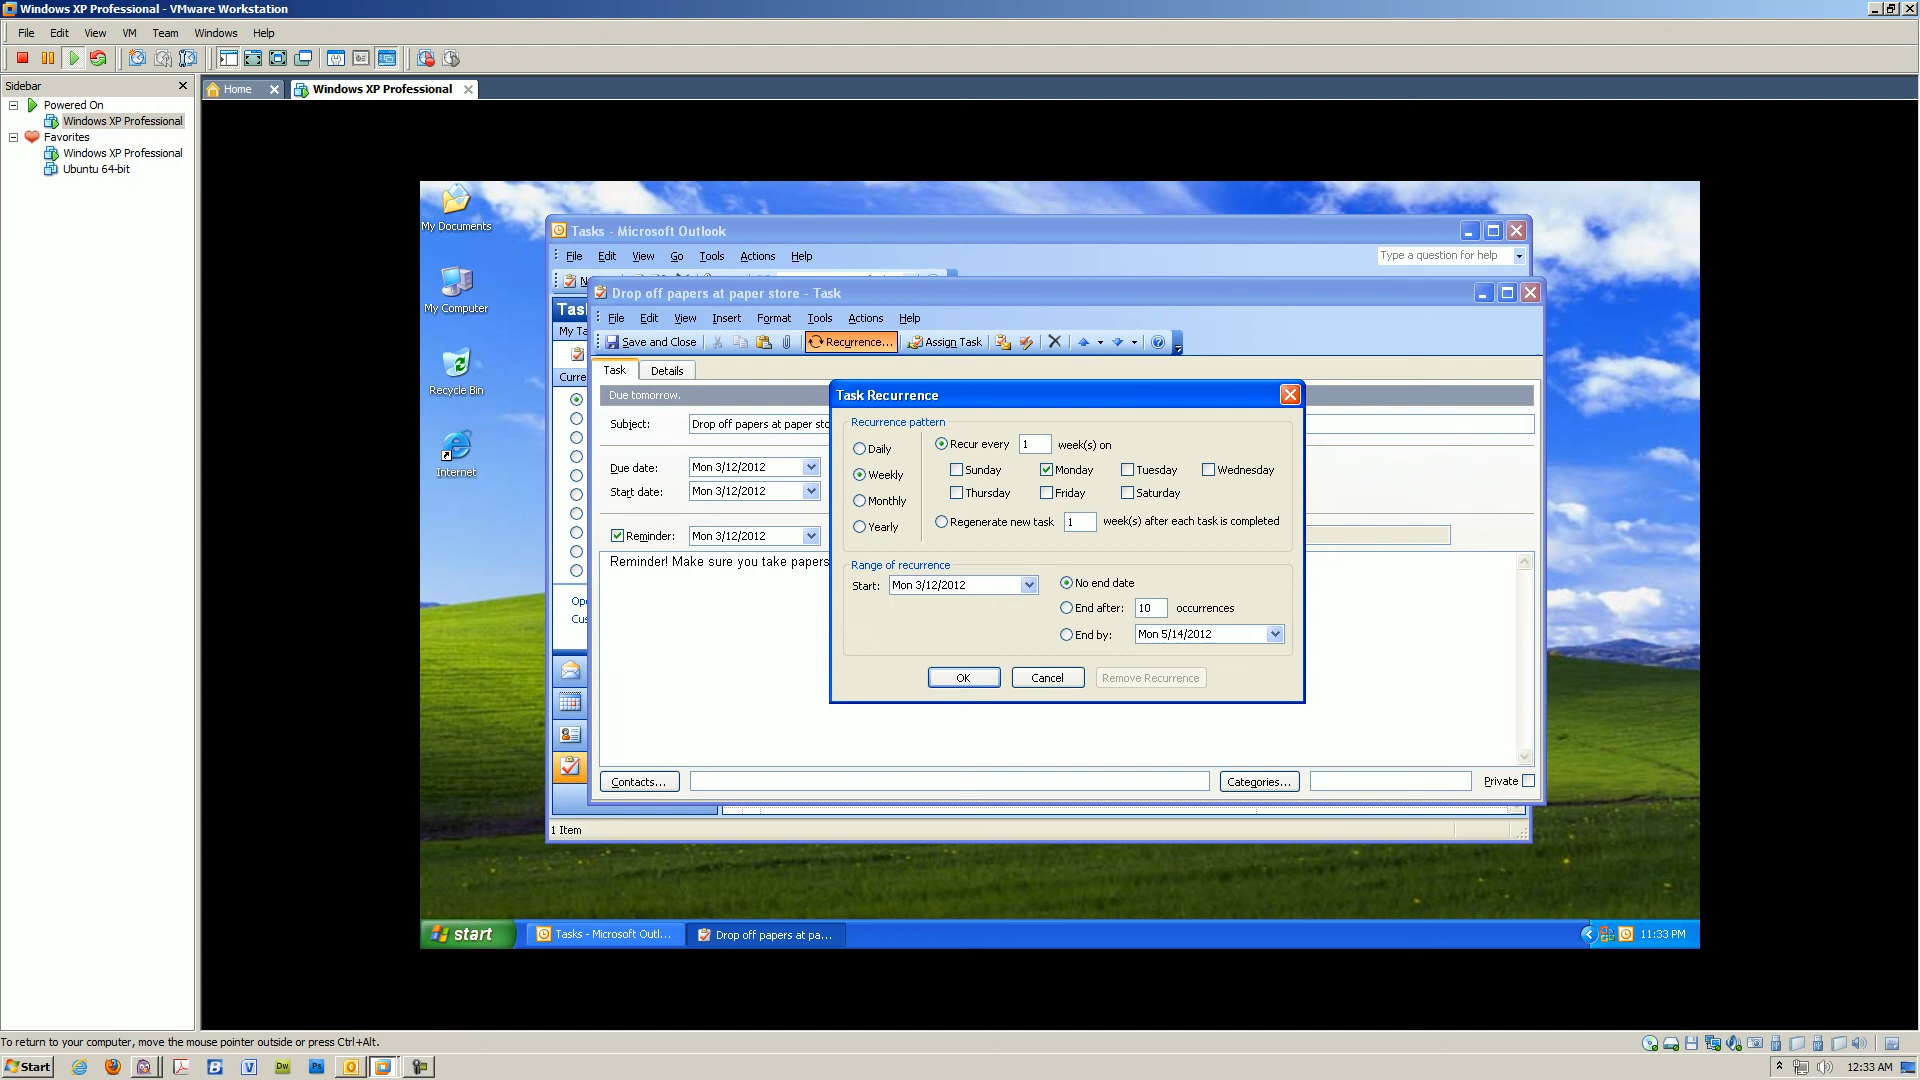 Windows XP Professional - VMware Workstation
File Edit View VM Team Windows Help
Sidebar
Powered On
Windows XP Professional
Favorites
Windows XP Professional
Ubuntu 64-bit
Home
Windows XP Professional
My Documents
My Computer
Recycle Bin
Internet
Tasks - Microsoft Outlook
File Edit View Go Tools Actions Help
Type a question for help
Drop off papers at paper store - Task
File Edit View Insert Format Tools Actions Help
Save and Close Recurrence... Assign Task
Task Details
Due tomorrow.
Subject: Drop off papers at paper sto
Due date: Mon 3/12/2012
Start date: Mon 3/12/2012
Reminder: Mon 3/12/2012
Reminder! Make sure you take papers
Task Recurrence
Recurrence pattern
Daily
Weekly
Monthly
Yearly
Recur every 1 week(s) on
Sunday Monday Tuesday Wednesday
Thursday Friday Saturday
Regenerate new task 1 week(s) after each task is completed
Range of recurrence
Start: Mon 3/12/2012
No end date
End after: 10 occurrences
End by: Mon 5/14/2012
OK Cancel Remove Recurrence
Contacts... Categories... Private
1 Item
start Tasks - Microsoft Outl... Drop off papers at pa... 11:33 PM
To return to your computer, move the mouse pointer outside or press Ctrl+Alt.
Start 12:33 AM